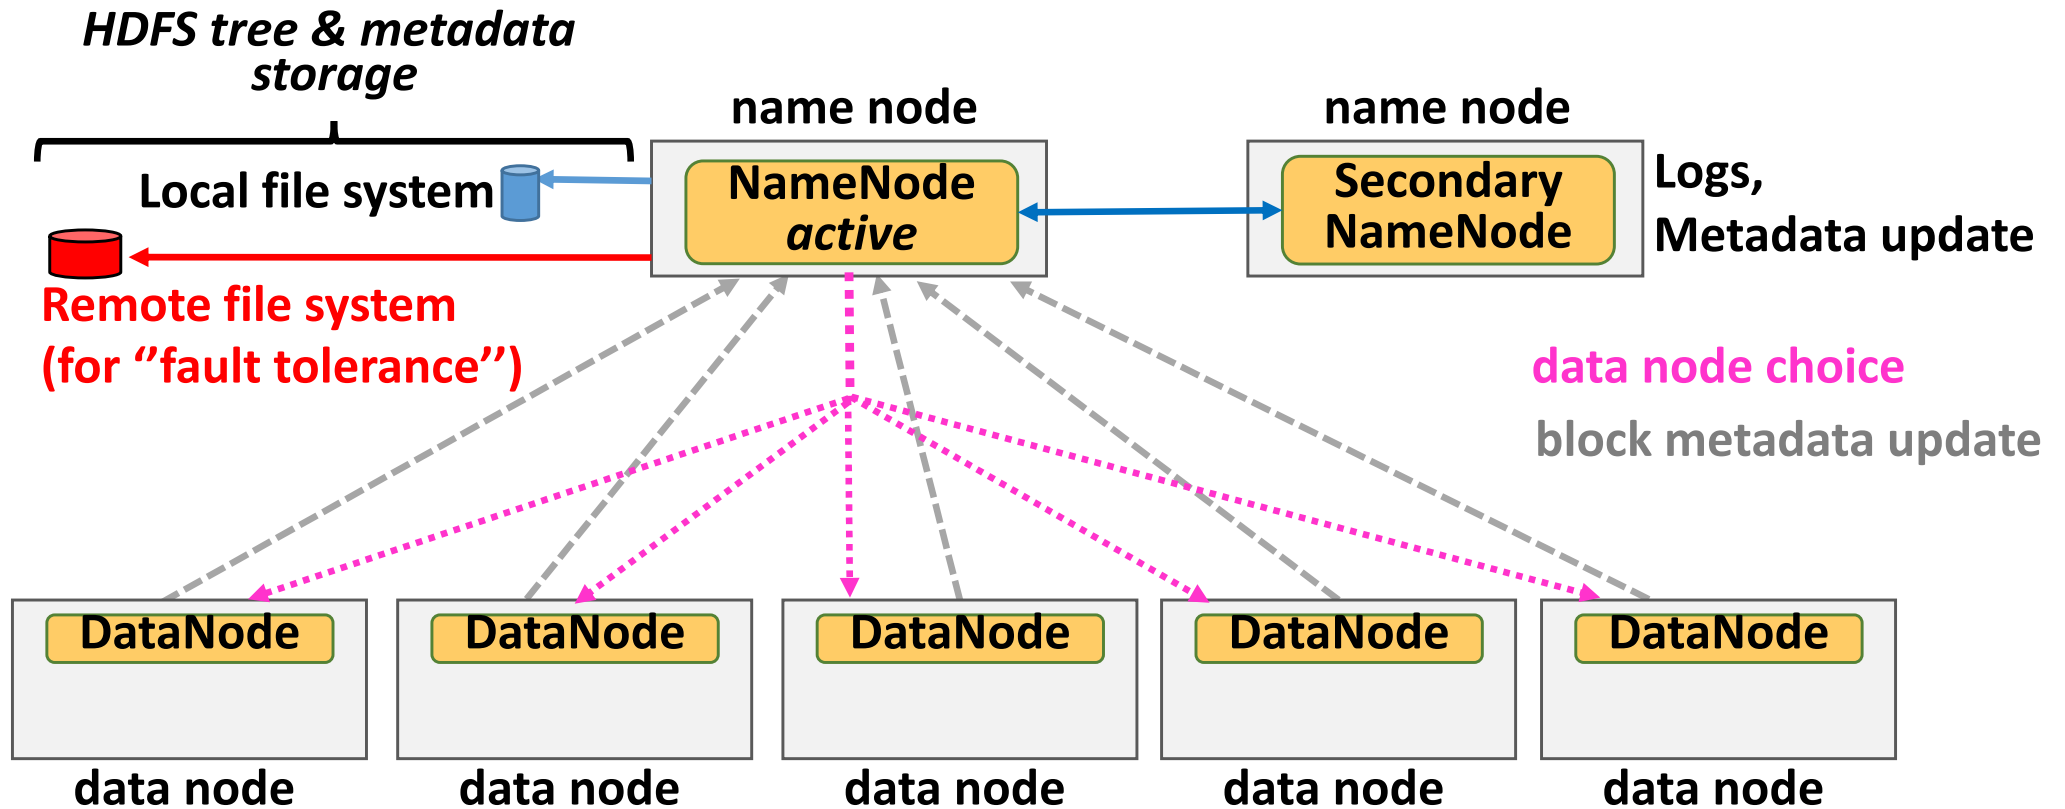 HDFS tree & metadata
storage
name node
name node
Local file system
NameNode
active
Secondary
NameNode
Logs,
Metadata update
Remote file system
(for ‘’fault tolerance’’)
data node choice
block metadata update
DataNode
DataNode
DataNode
DataNode
DataNode
data node
data node
data node
data node
data node